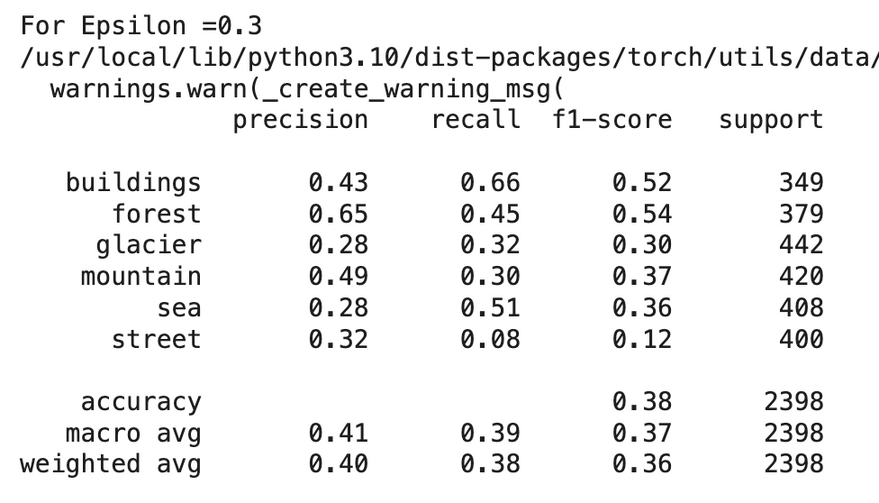 For Epsilon =0.3
/usr/local/lib/python3.10/dist-packages/torch/utils/data/
warnings.warn(_create_warning_msg(
precision recall f1-score support
buildings 0.43 0.66 0.52 349
forest 0.65 0.45 0.54 379
glacier 0.28 0.32 0.30 442
mountain 0.49 0.30 0.37 420
sea 0.28 0.51 0.36 408
street 0.32 0.08 0.12 400
accuracy 0.38 2398
macro avg 0.41 0.39 0.37 2398
weighted avg 0.40 0.38 0.36 2398